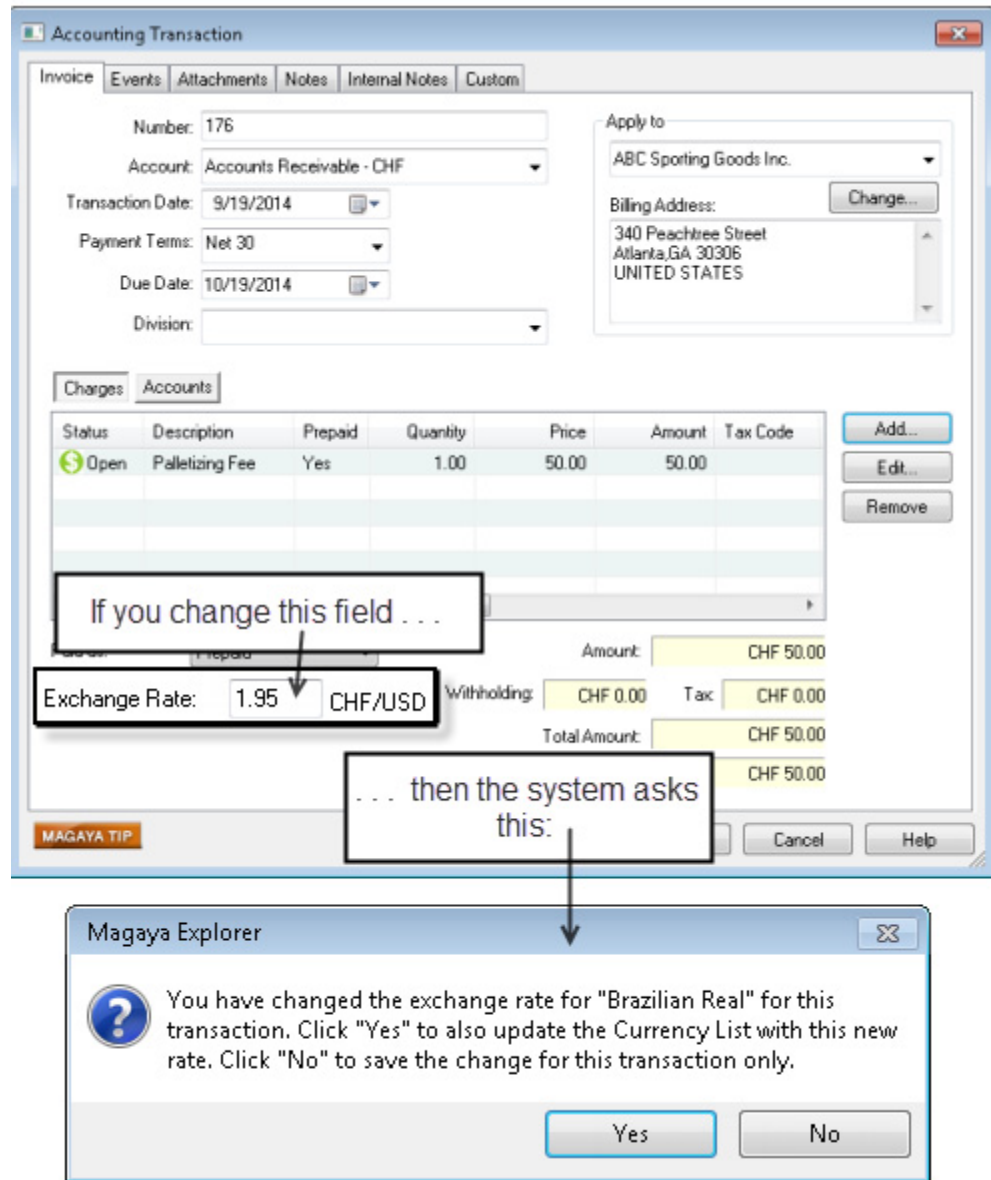 Accounting Transaction
Invoice Events Attachments Notes Internal Notes Custom
Number: 176
Account: Accounts Receivable - CHF
Transaction Date: 9/19/2014
Payment Terms: Net 30
Due Date: 10/19/2014
Division:
Apply to
ABC Sporting Goods Inc.
Billing Address: Change...
340 Peachtree Street
Atlanta,GA 30306
UNITED STATES
Charges Accounts
Status Description Prepaid Quantity Price Amount Tax Code
Open Palletizing Fee Yes 1.00 50.00 50.00
Add...
Edit...
Remove
If you change this field . . .
Amount: CHF 50.00
Exchange Rate: 1.95 CHF/USD
Withholding: CHF 0.00 Tax: CHF 0.00
Total Amount: CHF 50.00
CHF 50.00
. . . then the system asks
this:
MAGAYA TIP
Cancel Help
Magaya Explorer
You have changed the exchange rate for "Brazilian Real" for this
transaction. Click "Yes" to also update the Currency List with this new
rate. Click "No" to save the change for this transaction only.
Yes No